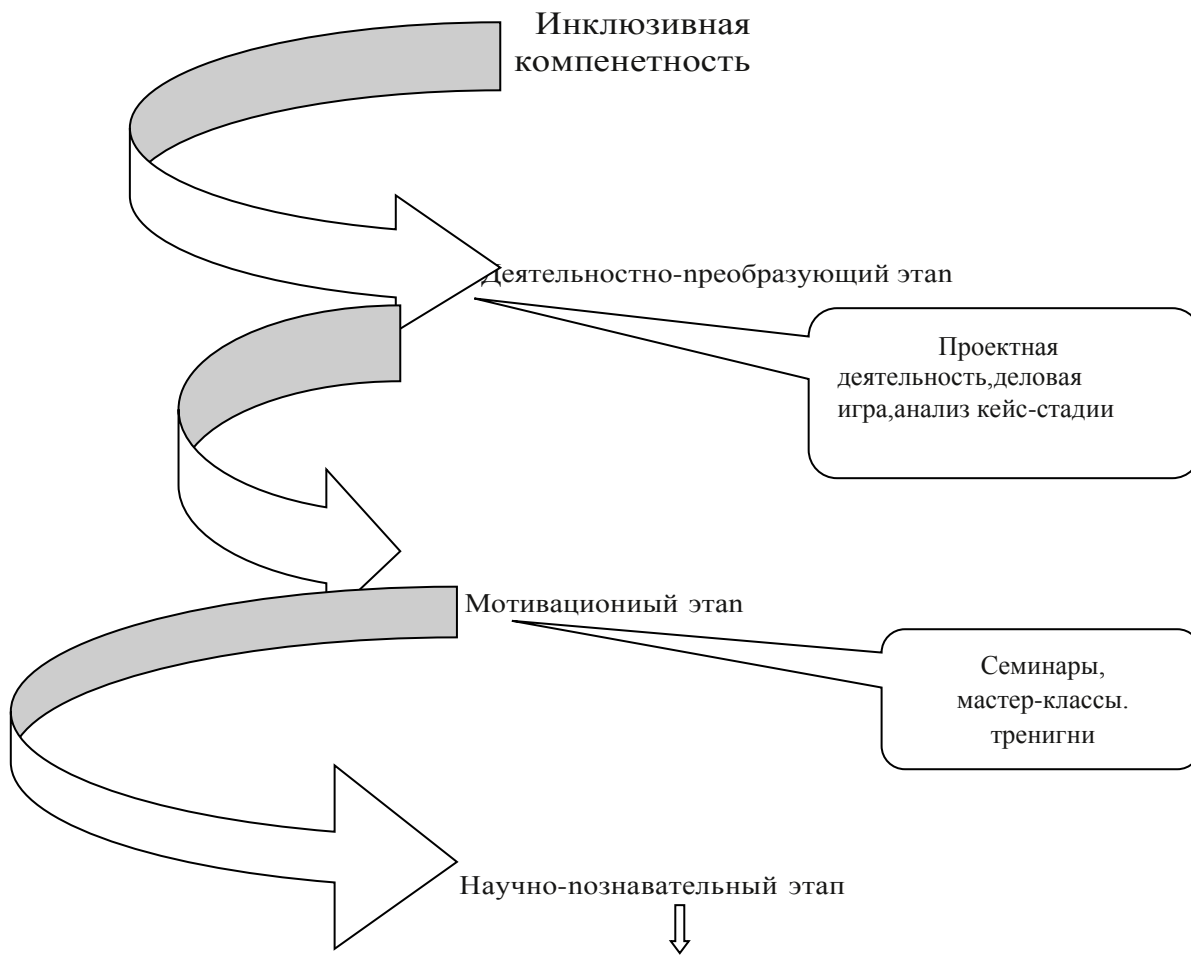 Инклюзивная
компенетность
Деятельностно-преобразующий этап
Проектная
деятельность,деловая
игра,анализ кейс-стадии
Мотивациониый этап
Семинары,
мастер-классы.
тренигни
Научно-познавательный этап